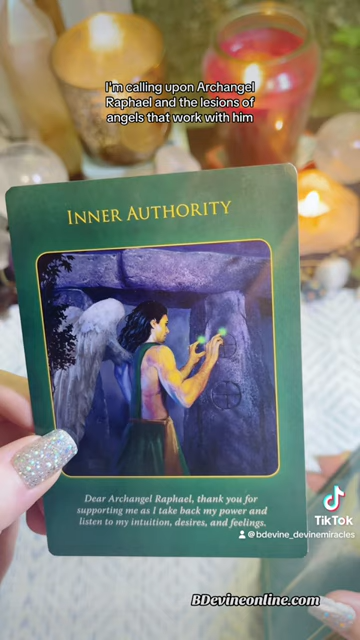 I'm calling upon Archangel
Raphael and the lesions of
angels that work with him
INNER AUTHORITY
Dear Archangel Raphael, thank you for
supporting me as I take back my power and
listen to my intuition, desires, and feelings.
TikTok
@bdevine_devinemiracles
BDevineonline.com